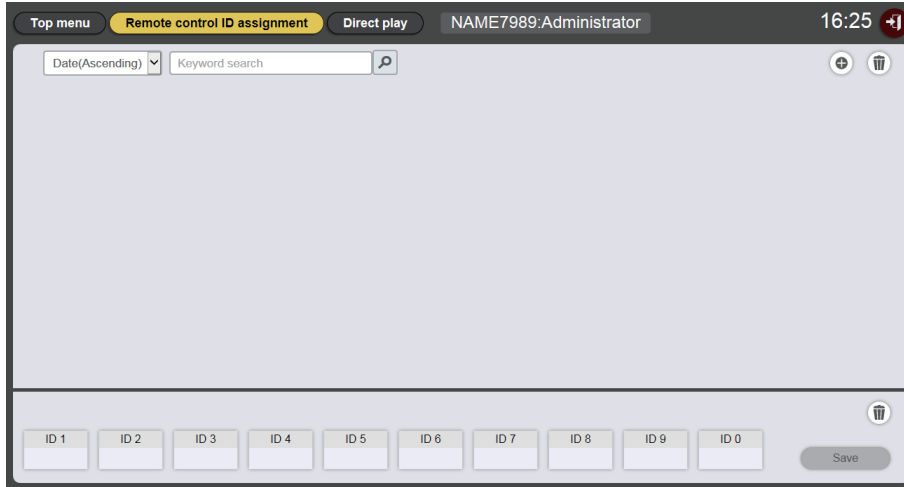 Top menu Remote control ID assignment Direct play NAME7989:Administrator 16:25
Date(Ascending) Keyword search
ID 1 ID 2 ID 3 ID 4 ID 5 ID 6 ID 7 ID 8 ID 9 ID 0
Save